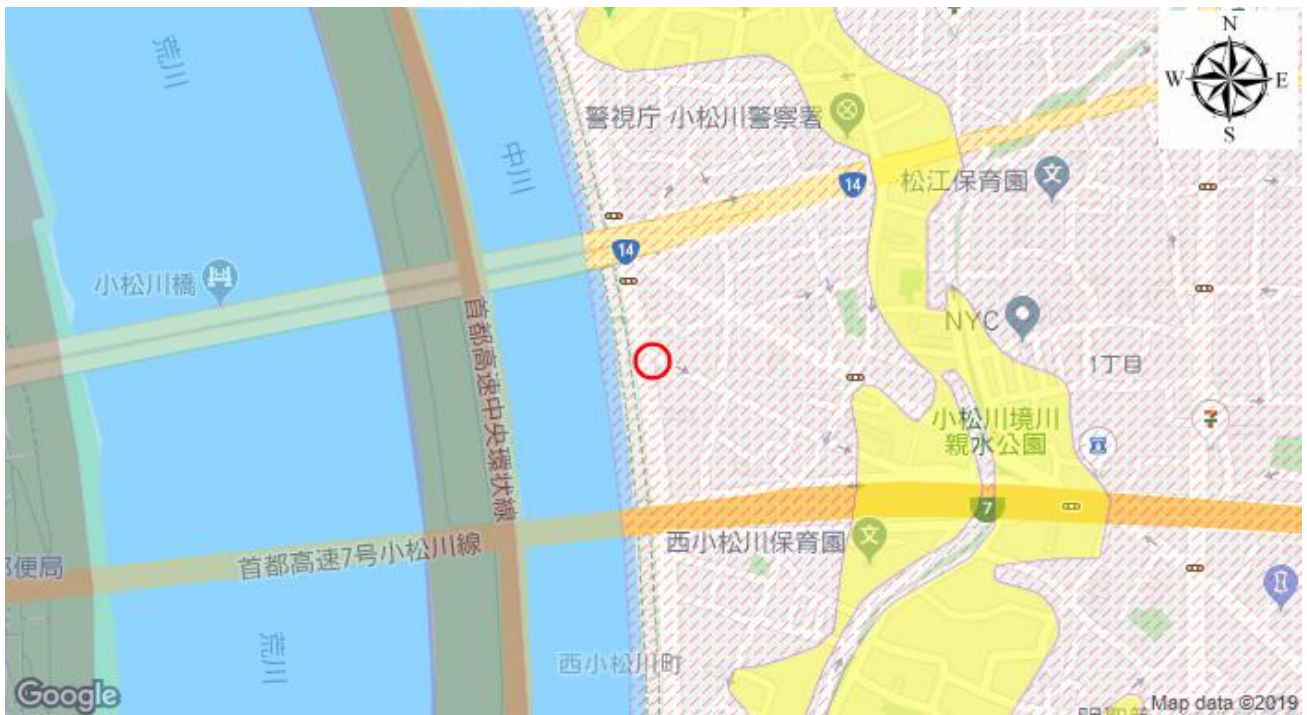 荒川
中川
警視庁 小松川警察署
14
松江保育園
N
W
E
S
14
小松川橋
首都高速中央環状線
NYC
1丁目
小松川境川
親水公園
7
西小松川保育園
首都高速7号小松川線
便局
荒川
西小松川町
Google
Map data ©2019